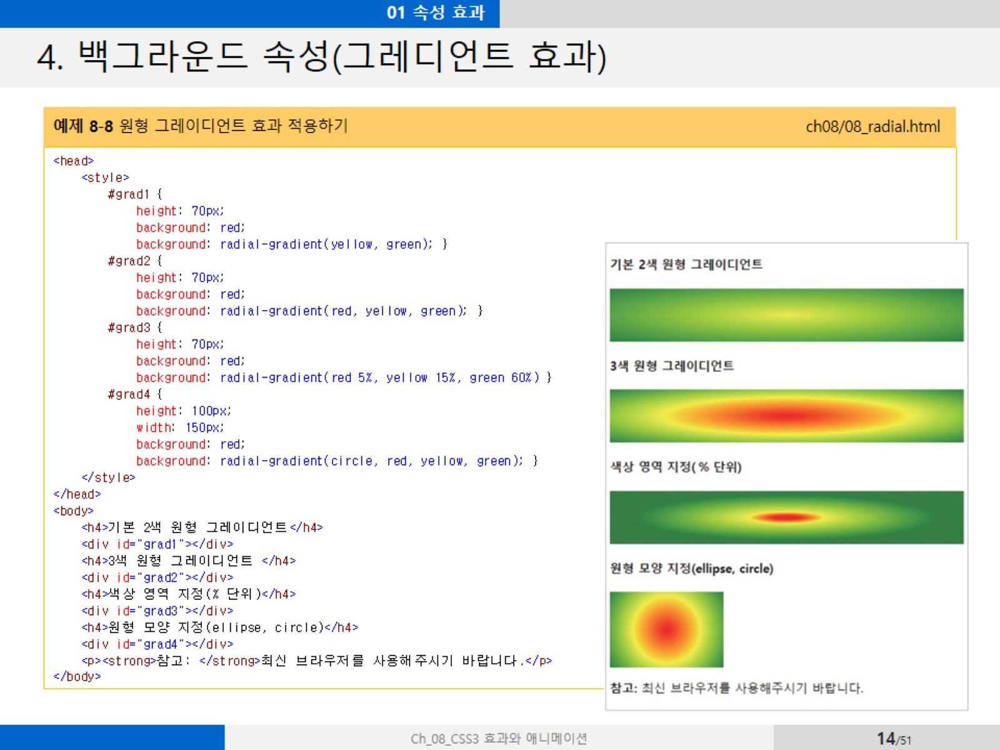 01 속성 효과
4. 백그라운드 속성(그레디언트 효과)
예제 8-8 원형 그레이디언트 효과 적용하기
ch08/08_radial.html
<head>
<style>
#grad1 {
height: 70px;
background: red;
background: radial-gradient(yellow, green); }
#grad2 {
height: 70px;
background: red;
background: radial-gradient(red, yellow, green); }
#grad3 {
height: 70px;
background: red;
background: radial-gradient(red 5%, yellow 15%, green 60%) }
#grad4 {
height: 100px;
width: 150px;
background: red;
background: radial-gradient(circle, red, yellow, green); }
</style>
</head>
<body>
<h4>기본 2색 원형 그레이디언트</h4>
<div id="grad1"></div>
<h4>3색 원형 그레이디언트 </h4>
<div id="grad2"></div>
<h4>색상 영역 지정(% 단위)</h4>
<div id="grad3"></div>
<h4>원형 모양 지정(ellipse, circle)</h4>
<div id="grad4"></div>
<p><strong>참고: </strong>최신 브라우저를 사용해주시기 바랍니다.</p>
</body>
기본 2색 원형 그레이디언트
3색 원형 그레이디언트
색상 영역 지정(% 단위)
원형 모양 지정(ellipse, circle)
참고: 최신 브라우저를 사용해주시기 바랍니다.
Ch_08_CSS3 효과와 애니메이션
14/51